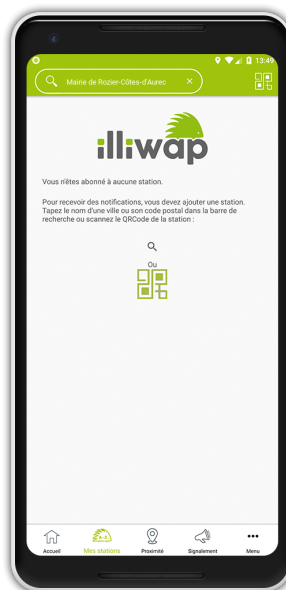 13:49
Mairie de Rozier-Côtes-d'Aurec
illiwap
Vous n'êtes abonné à aucune station.
Pour recevoir des notifications, vous devez ajouter une station.
Tapez le nom d'une ville ou son code postal dans la barre de
recherche ou scannez le QRCode de la station :
Ou
Accueil Mes stations Proximité Signalement Menu